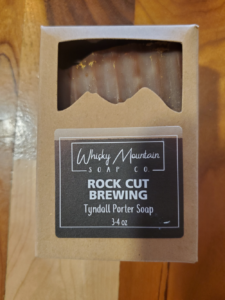 Whisky Mountain
SOAP CO.
ROCK CUT
BREWING
Tyndall Porter Soap
3-4 oz